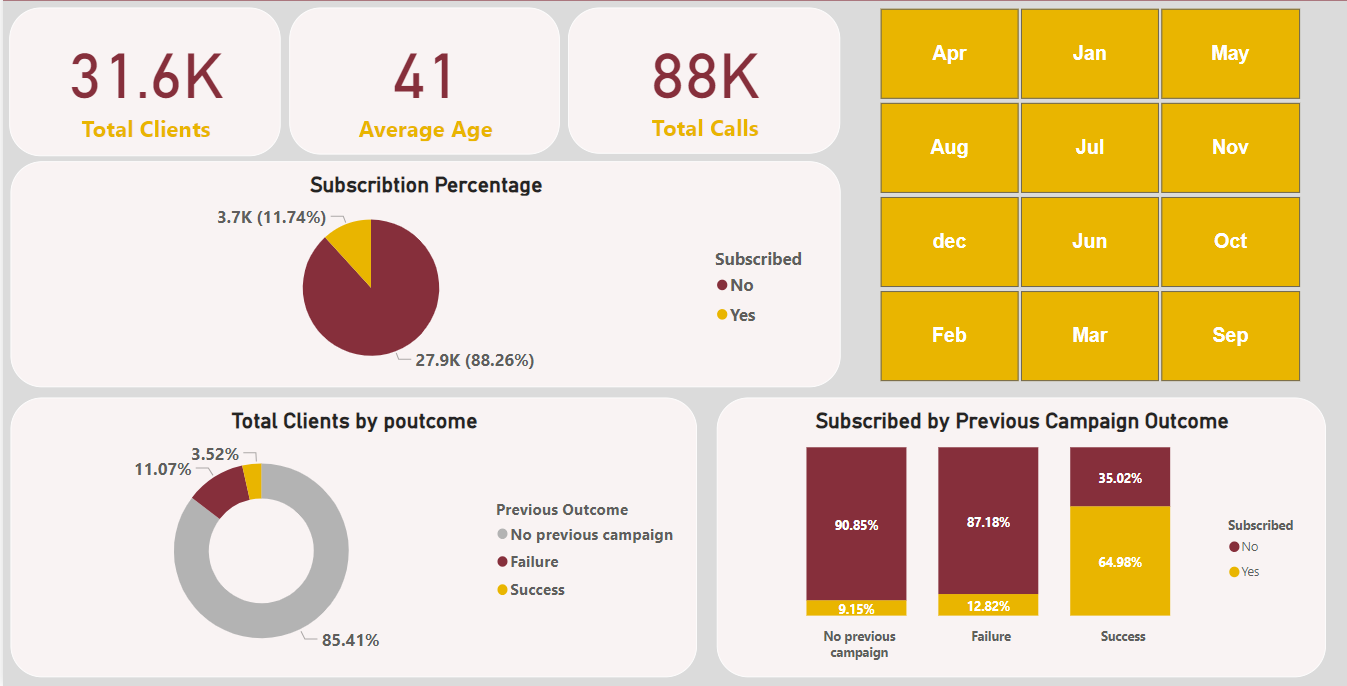 31.6K
Total Clients
41
Average Age
88K
Total Calls
Apr
Jan
May
Aug
Jul
Nov
dec
Jun
Oct
Feb
Mar
Sep
Subscribtion Percentage
3.7K (11.74%)
27.9K (88.26%)
Subscribed
No
Yes
Total Clients by poutcome
3.52%
11.07%
85.41%
Previous Outcome
No previous campaign
Failure
Success
Subscribed by Previous Campaign Outcome
90.85%
9.15%
87.18%
12.82%
35.02%
64.98%
No previous
campaign
Failure
Success
Subscribed
No
Yes